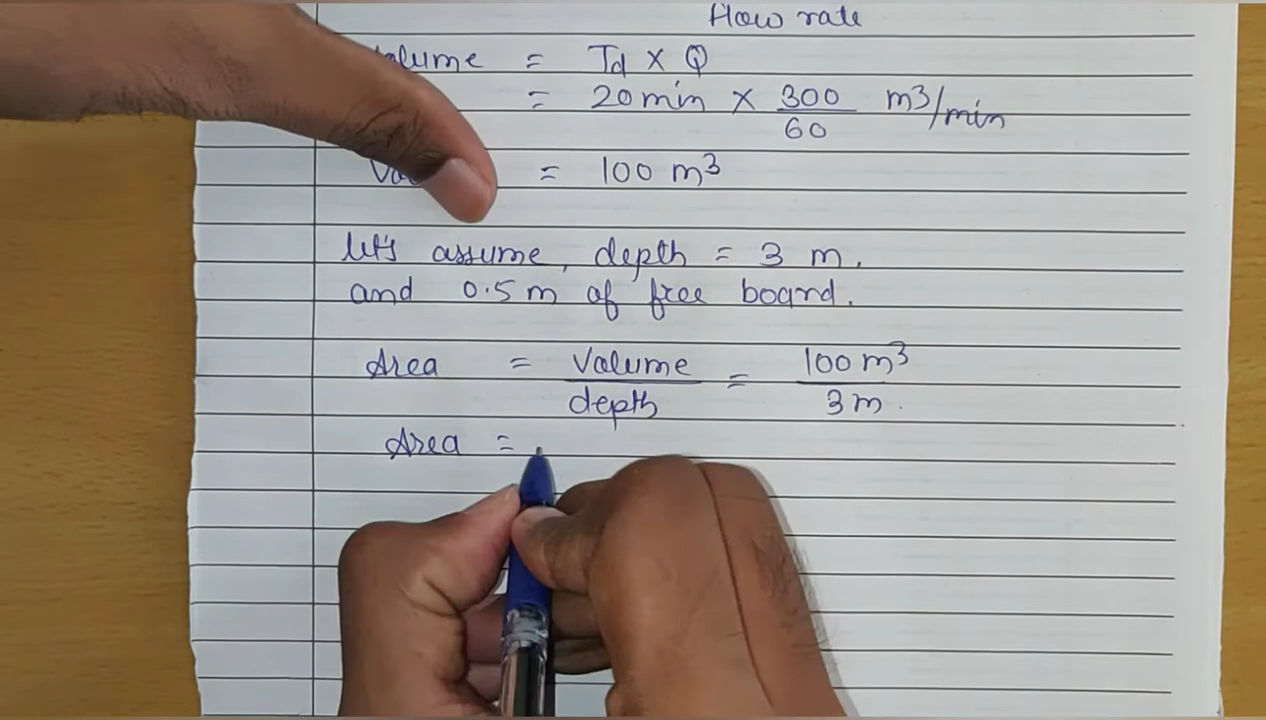 Flow rate
Volume = Td × Q
= 20 min × 300/60 m³/min
= 100 m³
Let's assume, depth = 3 m.
and 0.5 m of free board.
Area = Volume/depth = 100 m³/3 m.
Area =